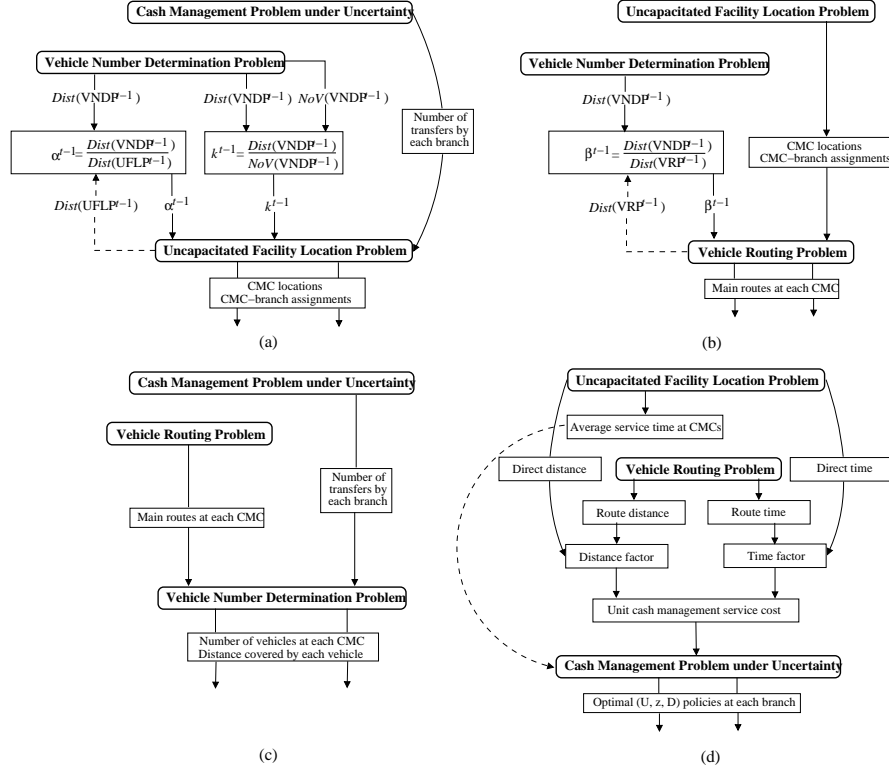 Cash Management Problem under Uncertainty
Vehicle Number Determination Problem
Dist(VNDP^{t−1})
Dist(VNDP^{t−1})
NoV(VNDP^{t−1})
Number of
transfers by
each branch
α^{t−1} = Dist(VNDP^{t−1}) / Dist(UFLP^{t−1})
k^{t−1} = Dist(VNDP^{t−1}) / NoV(VNDP^{t−1})
Dist(UFLP^{t−1})
α^{t−1}
k^{t−1}
Uncapacitated Facility Location Problem
CMC locations
CMC−branch assignments
(a)
Uncapacitated Facility Location Problem
Vehicle Number Determination Problem
Dist(VNDP^{t−1})
β^{t−1} = Dist(VNDP^{t−1}) / Dist(VRP^{t−1})
CMC locations
CMC−branch assignments
Dist(VRP^{t−1})
β^{t−1}
Vehicle Routing Problem
Main routes at each CMC
(b)
Cash Management Problem under Uncertainty
Vehicle Routing Problem
Number of
transfers by
each branch
Main routes at each CMC
Vehicle Number Determination Problem
Number of vehicles at each CMC
Distance covered by each vehicle
(c)
Uncapacitated Facility Location Problem
Average service time at CMCs
Direct distance
Vehicle Routing Problem
Direct time
Route distance
Route time
Distance factor
Time factor
Unit cash management service cost
Cash Management Problem under Uncertainty
Optimal (U, z, D) policies at each branch
(d)